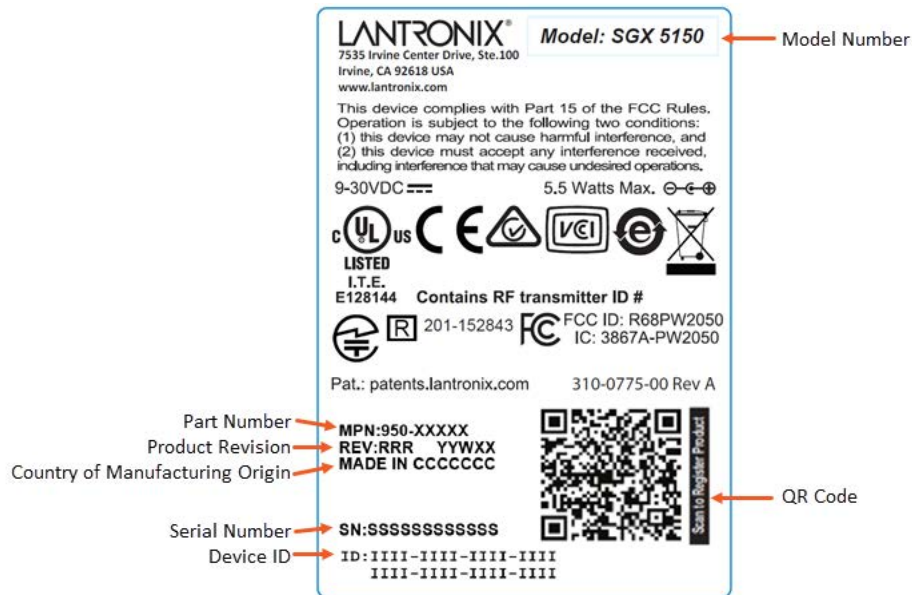 LANTRONIX®
Model: SGX 5150
Model Number
7535 Irvine Center Drive, Ste.100
Irvine, CA 92618 USA
www.lantronix.com
This device complies with Part 15 of the FCC Rules.
Operation is subject to the following two conditions:
(1) this device may not cause harmful interference, and
(2) this device must accept any interference received,
including interference that may cause undesired operations.
9-30VDC
5.5 Watts Max.
C UL US
CE
VCI
e
LISTED
I.T.E.
E128144
Contains RF transmitter ID #
R 201-152843
FC FCC ID: R68PW2050
IC: 3867A-PW2050
Pat.: patents.lantronix.com
310-0775-00 Rev A
Part Number
MPN:950-XXXXX
Product Revision
REV:RRR YYWXX
Country of Manufacturing Origin
MADE IN CCCCCCC
Scan to Register Product
QR Code
Serial Number
SN:SSSSSSSSSSSS
Device ID
ID:IIII-IIII-IIII-IIII
IIII-IIII-IIII-IIII